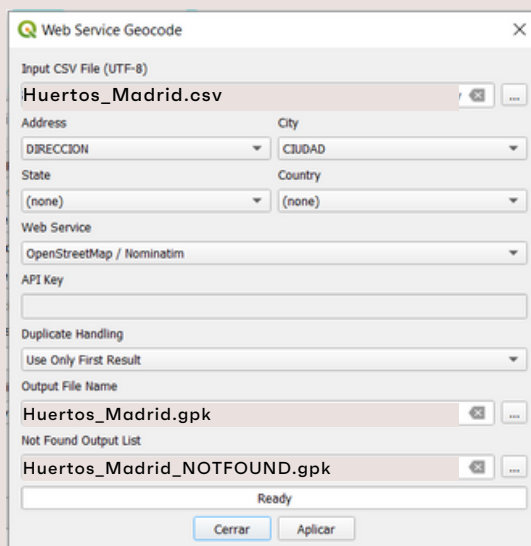 Web Service Geocode
Input CSV File (UTF-8)
Huertos_Madrid.csv
...
Address City
DIRECCION CIUDAD
State Country
(none) (none)
Web Service
OpenStreetMap / Nominatim
API Key
Duplicate Handling
Use Only First Result
Output File Name
Huertos_Madrid.gpk
...
Not Found Output List
Huertos_Madrid_NOTFOUND.gpk
...
Ready
Cerrar Aplicar